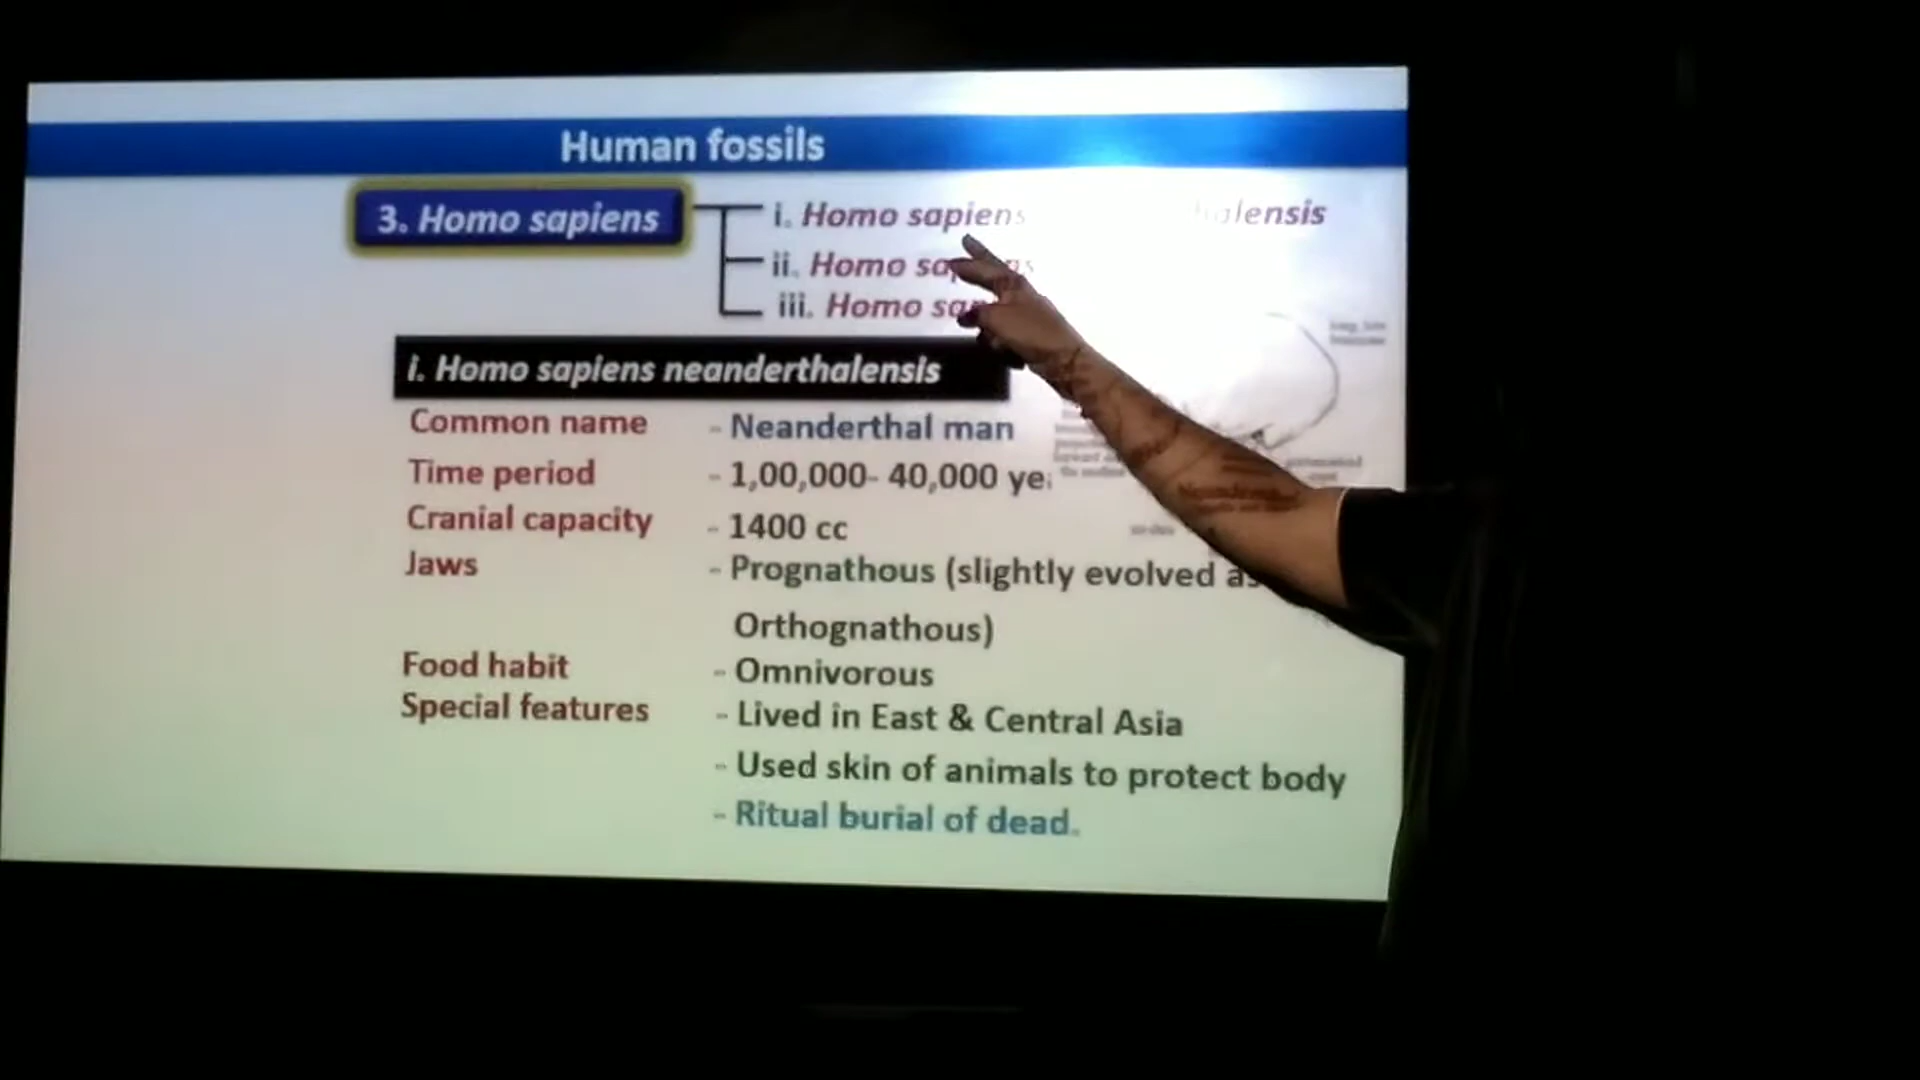 Human fossils
3. Homo sapiens
i. Homo sapiens alensis
ii. Homo
iii. Homo
i. Homo sapiens neanderthalensis
Common name - Neanderthal man
Time period - 1,00,000- 40,000
Cranial capacity - 1400 cc
Jaws - Prognathous (slightly evolved as
Orthognathous)
Food habit - Omnivorous
Special features - Lived in East & Central Asia
- Used skin of animals to protect body
- Ritual burial of dead.